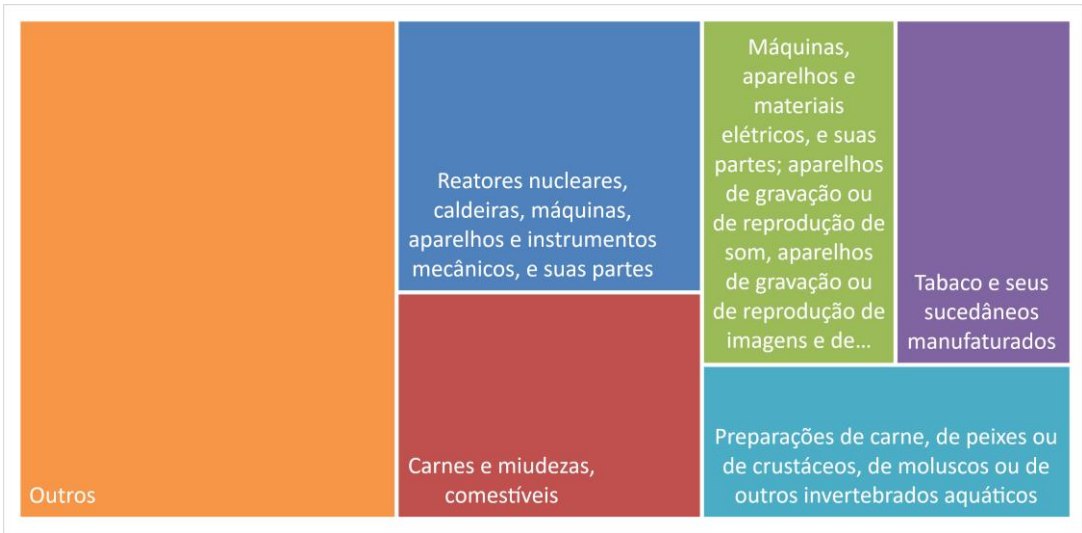 Outros
Reatores nucleares,
caldeiras, máquinas,
aparelhos e instrumentos
mecânicos, e suas partes
Carnes e miudezas,
comestíveis
Máquinas,
aparelhos e
materiais
elétricos, e suas
partes; aparelhos
de gravação ou
de reprodução de
som, aparelhos
de gravação ou
de reprodução de
imagens e de...
Tabaco e seus
sucedâneos
manufaturados
Preparações de carne, de peixes ou
de crustáceos, de moluscos ou de
outros invertebrados aquáticos